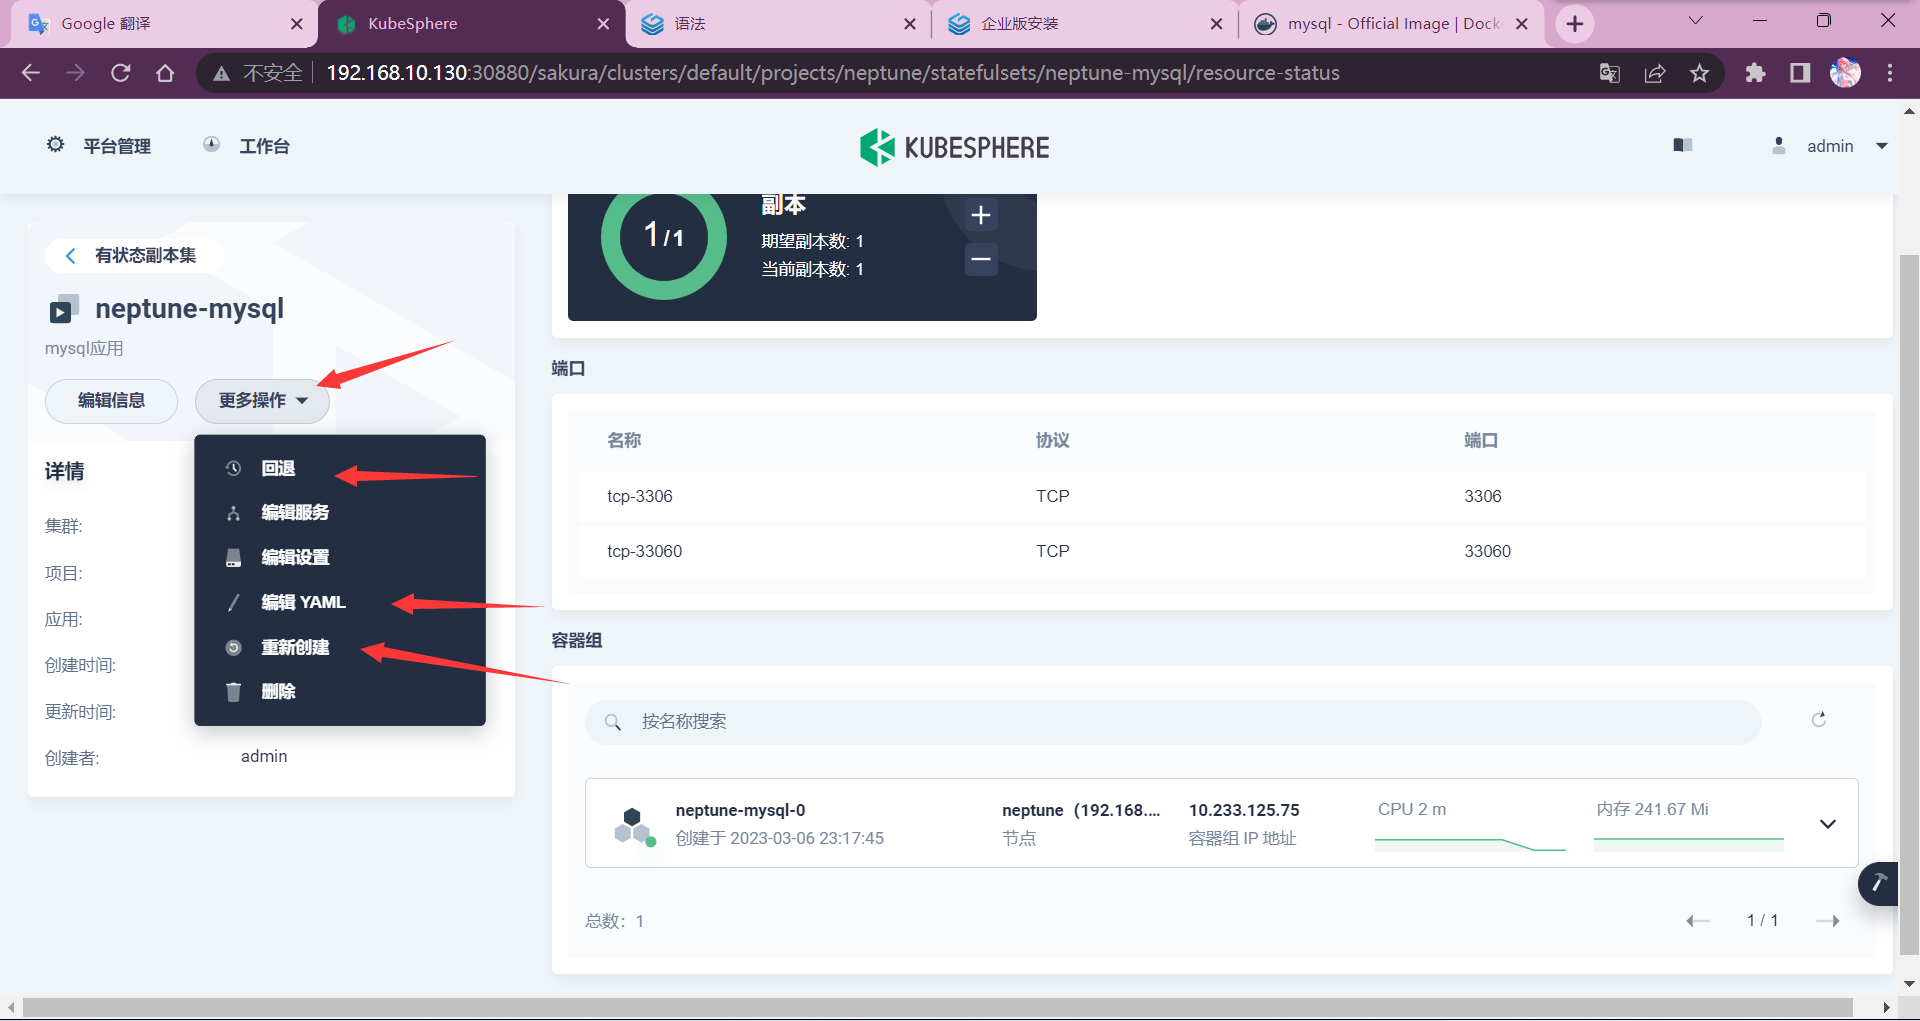 Google 翻译
KubeSphere
语法
企业版安装
mysql - Official Image | Docke
不安全
192.168.10.130:30880/sakura/clusters/default/projects/neptune/statefulsets/neptune-mysql/resource-status
平台管理
工作台
KUBESPHERE
admin
有状态副本集
neptune-mysql
mysql应用
编辑信息
更多操作
回退
编辑服务
编辑设置
编辑 YAML
重新创建
删除
详情
集群:
项目:
应用:
创建时间:
更新时间:
创建者:
admin
1/1
副本
期望副本数: 1
当前副本数: 1
端口
名称
协议
端口
tcp-3306
TCP
3306
tcp-33060
TCP
33060
容器组
按名称搜索
neptune-mysql-0
创建于 2023-03-06 23:17:45
neptune（192.168....
节点
10.233.125.75
容器组 IP 地址
CPU 2 m
内存 241.67 Mi
总数: 1
1 / 1